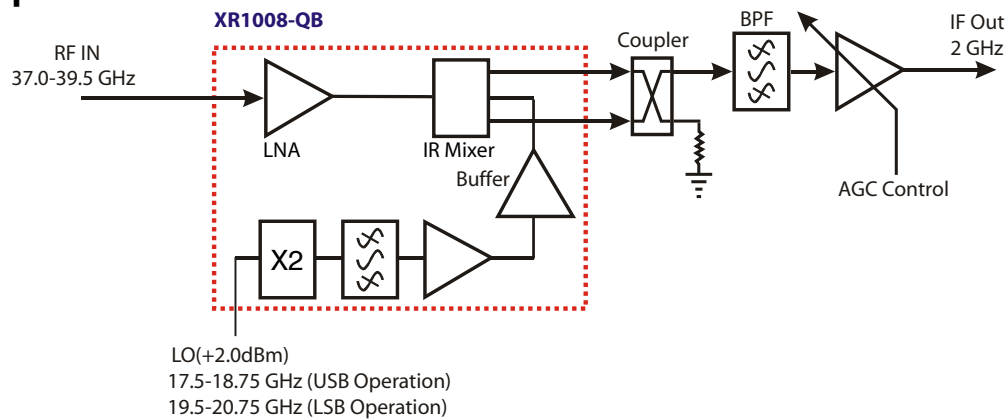 XR1008-QB
RF IN
37.0-39.5 GHz
LNA
IR Mixer
Buffer
X2
LO(+2.0dBm)
17.5-18.75 GHz (USB Operation)
19.5-20.75 GHz (LSB Operation)
Coupler
BPF
IF Out
2 GHz
AGC Control